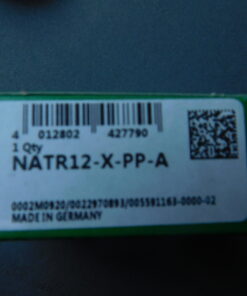 4 012802 427790
1 Qty
NATR12-X-PP-A
0002M0920/0022970893/005591163-0000-02
MADE IN GERMANY